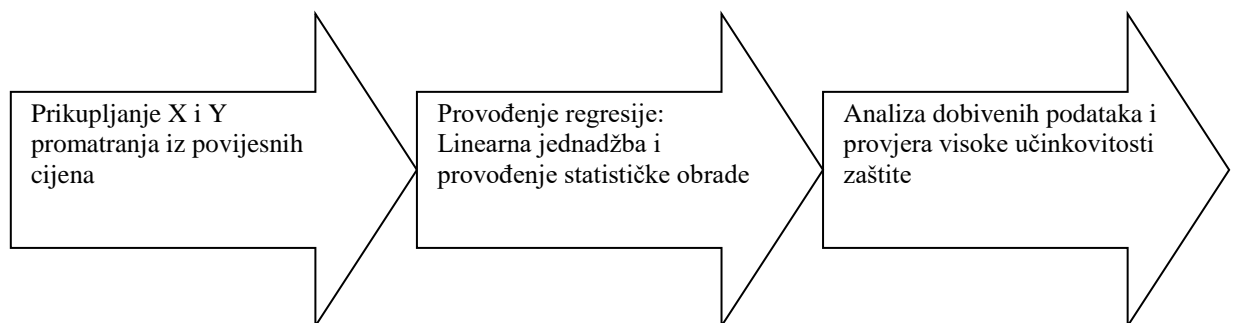 Prikupljanje X i Y
promatranja iz povijesnih
cijena
Provođenje regresije:
Linearna jednadžba i
provođenje statističke obrade
Analiza dobivenih podataka i
provjera visoke učinkovitosti
zaštite